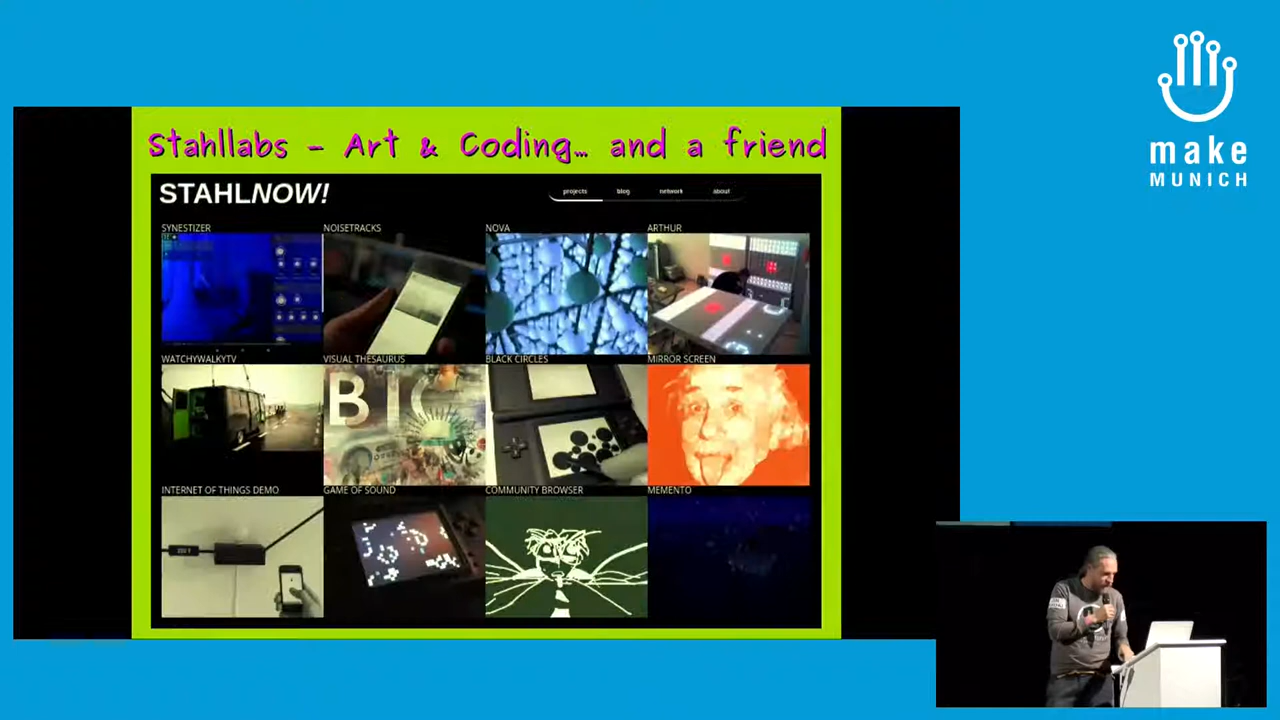 Stahllabs - Art & Coding... and a friend
STAHLNOW!
projects blog network about
SYNESTIZER NOISETRACKS NOVA ARTHUR
WATCHYWALKYTV VISUAL THESAURUS BLACK CIRCLES MIRROR SCREEN
BIG
INTERNET OF THINGS DEMO GAME OF SOUND COMMUNITY BROWSER MEMENTO
make
MUNICH